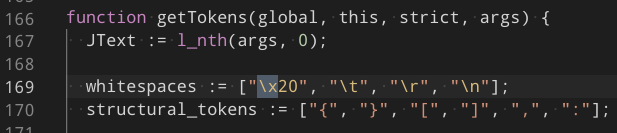 166 function getTokens(global, this, strict, args) {
167 JText := l_nth(args, 0);
168
169 whitespaces := ["\x20", "\t", "\r", "\n"];
170 structural_tokens := ["{", "}", "[", "]", ",", ":"];